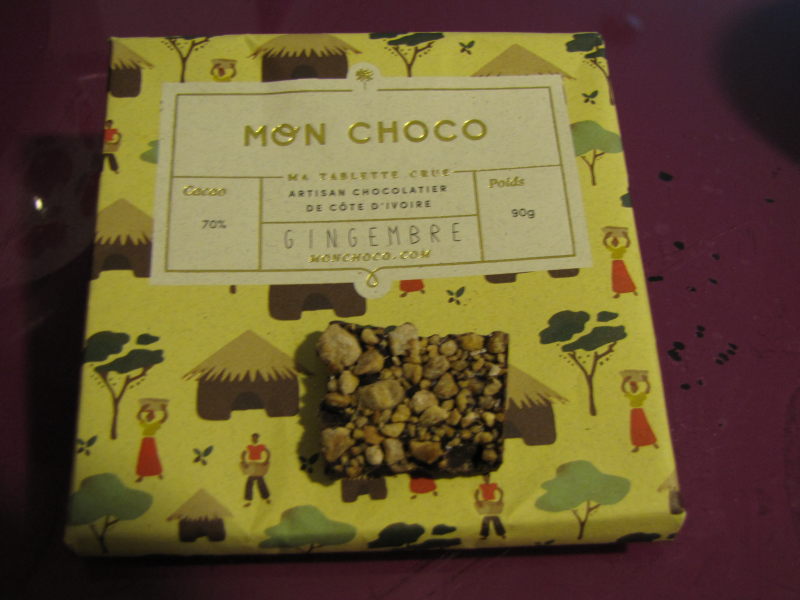 MON CHOCO
MA TABLETTE CRUE
Cacao
70%
ARTISAN CHOCOLATIER
DE CÔTE D'IVOIRE
Poids
90g
GINGEMBRE
MONCHOCO.COM